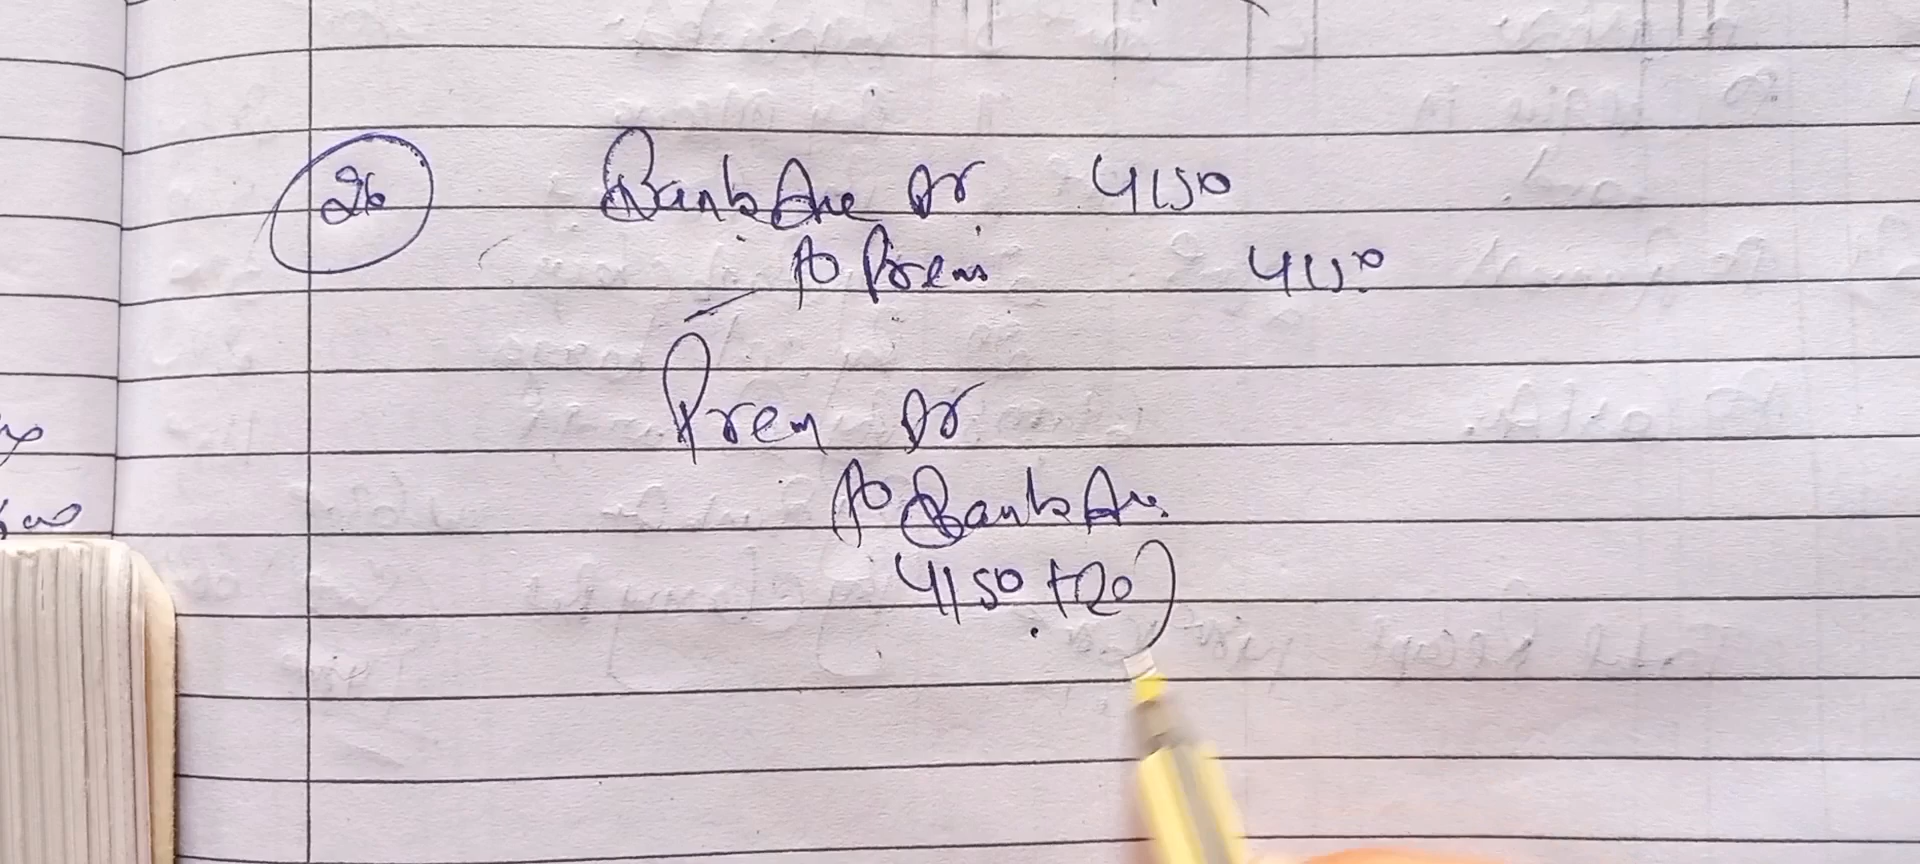 26 Bank A/c Dr 4150
To Prem 4150
Prem Dr
To Bank A/c
4150 + 20)